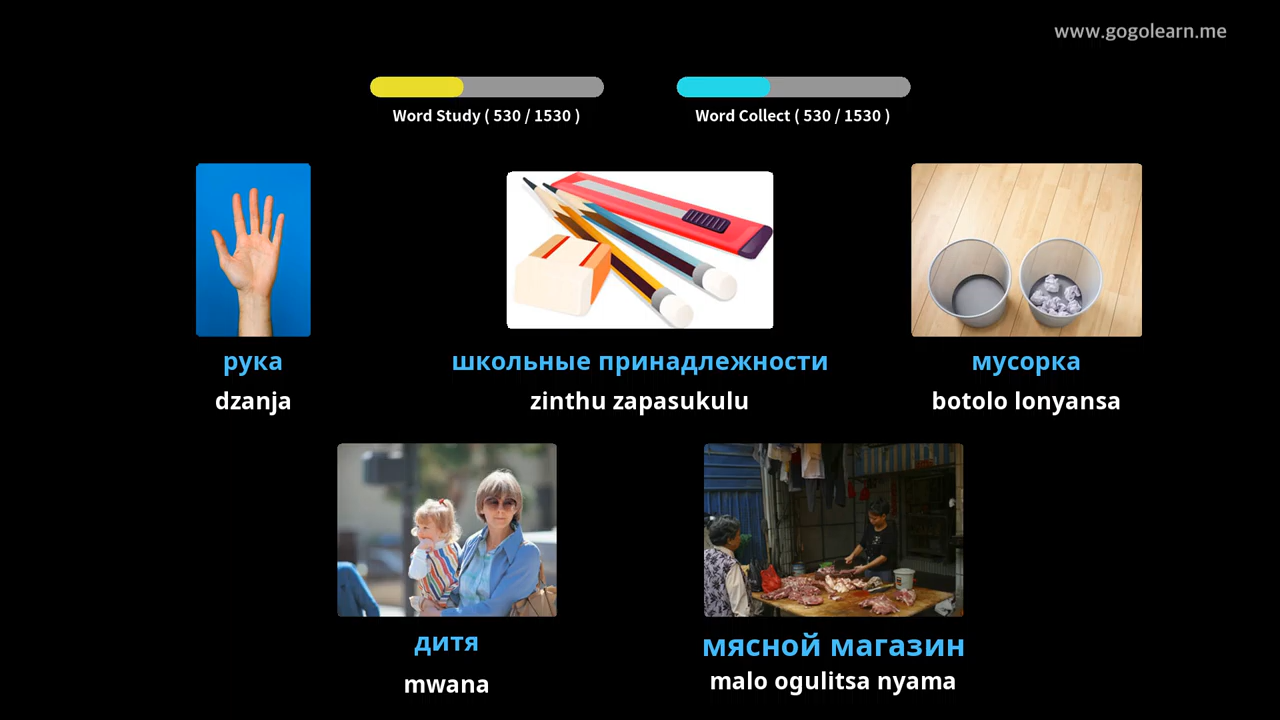 www.gogolearn.me
Word Study ( 530 / 1530 )
Word Collect ( 530 / 1530 )
рука
dzanja
школьные принадлежности
zinthu zapasukulu
мусорка
botolo lonyansa
дитя
mwana
мясной магазин
malo ogulitsa nyama